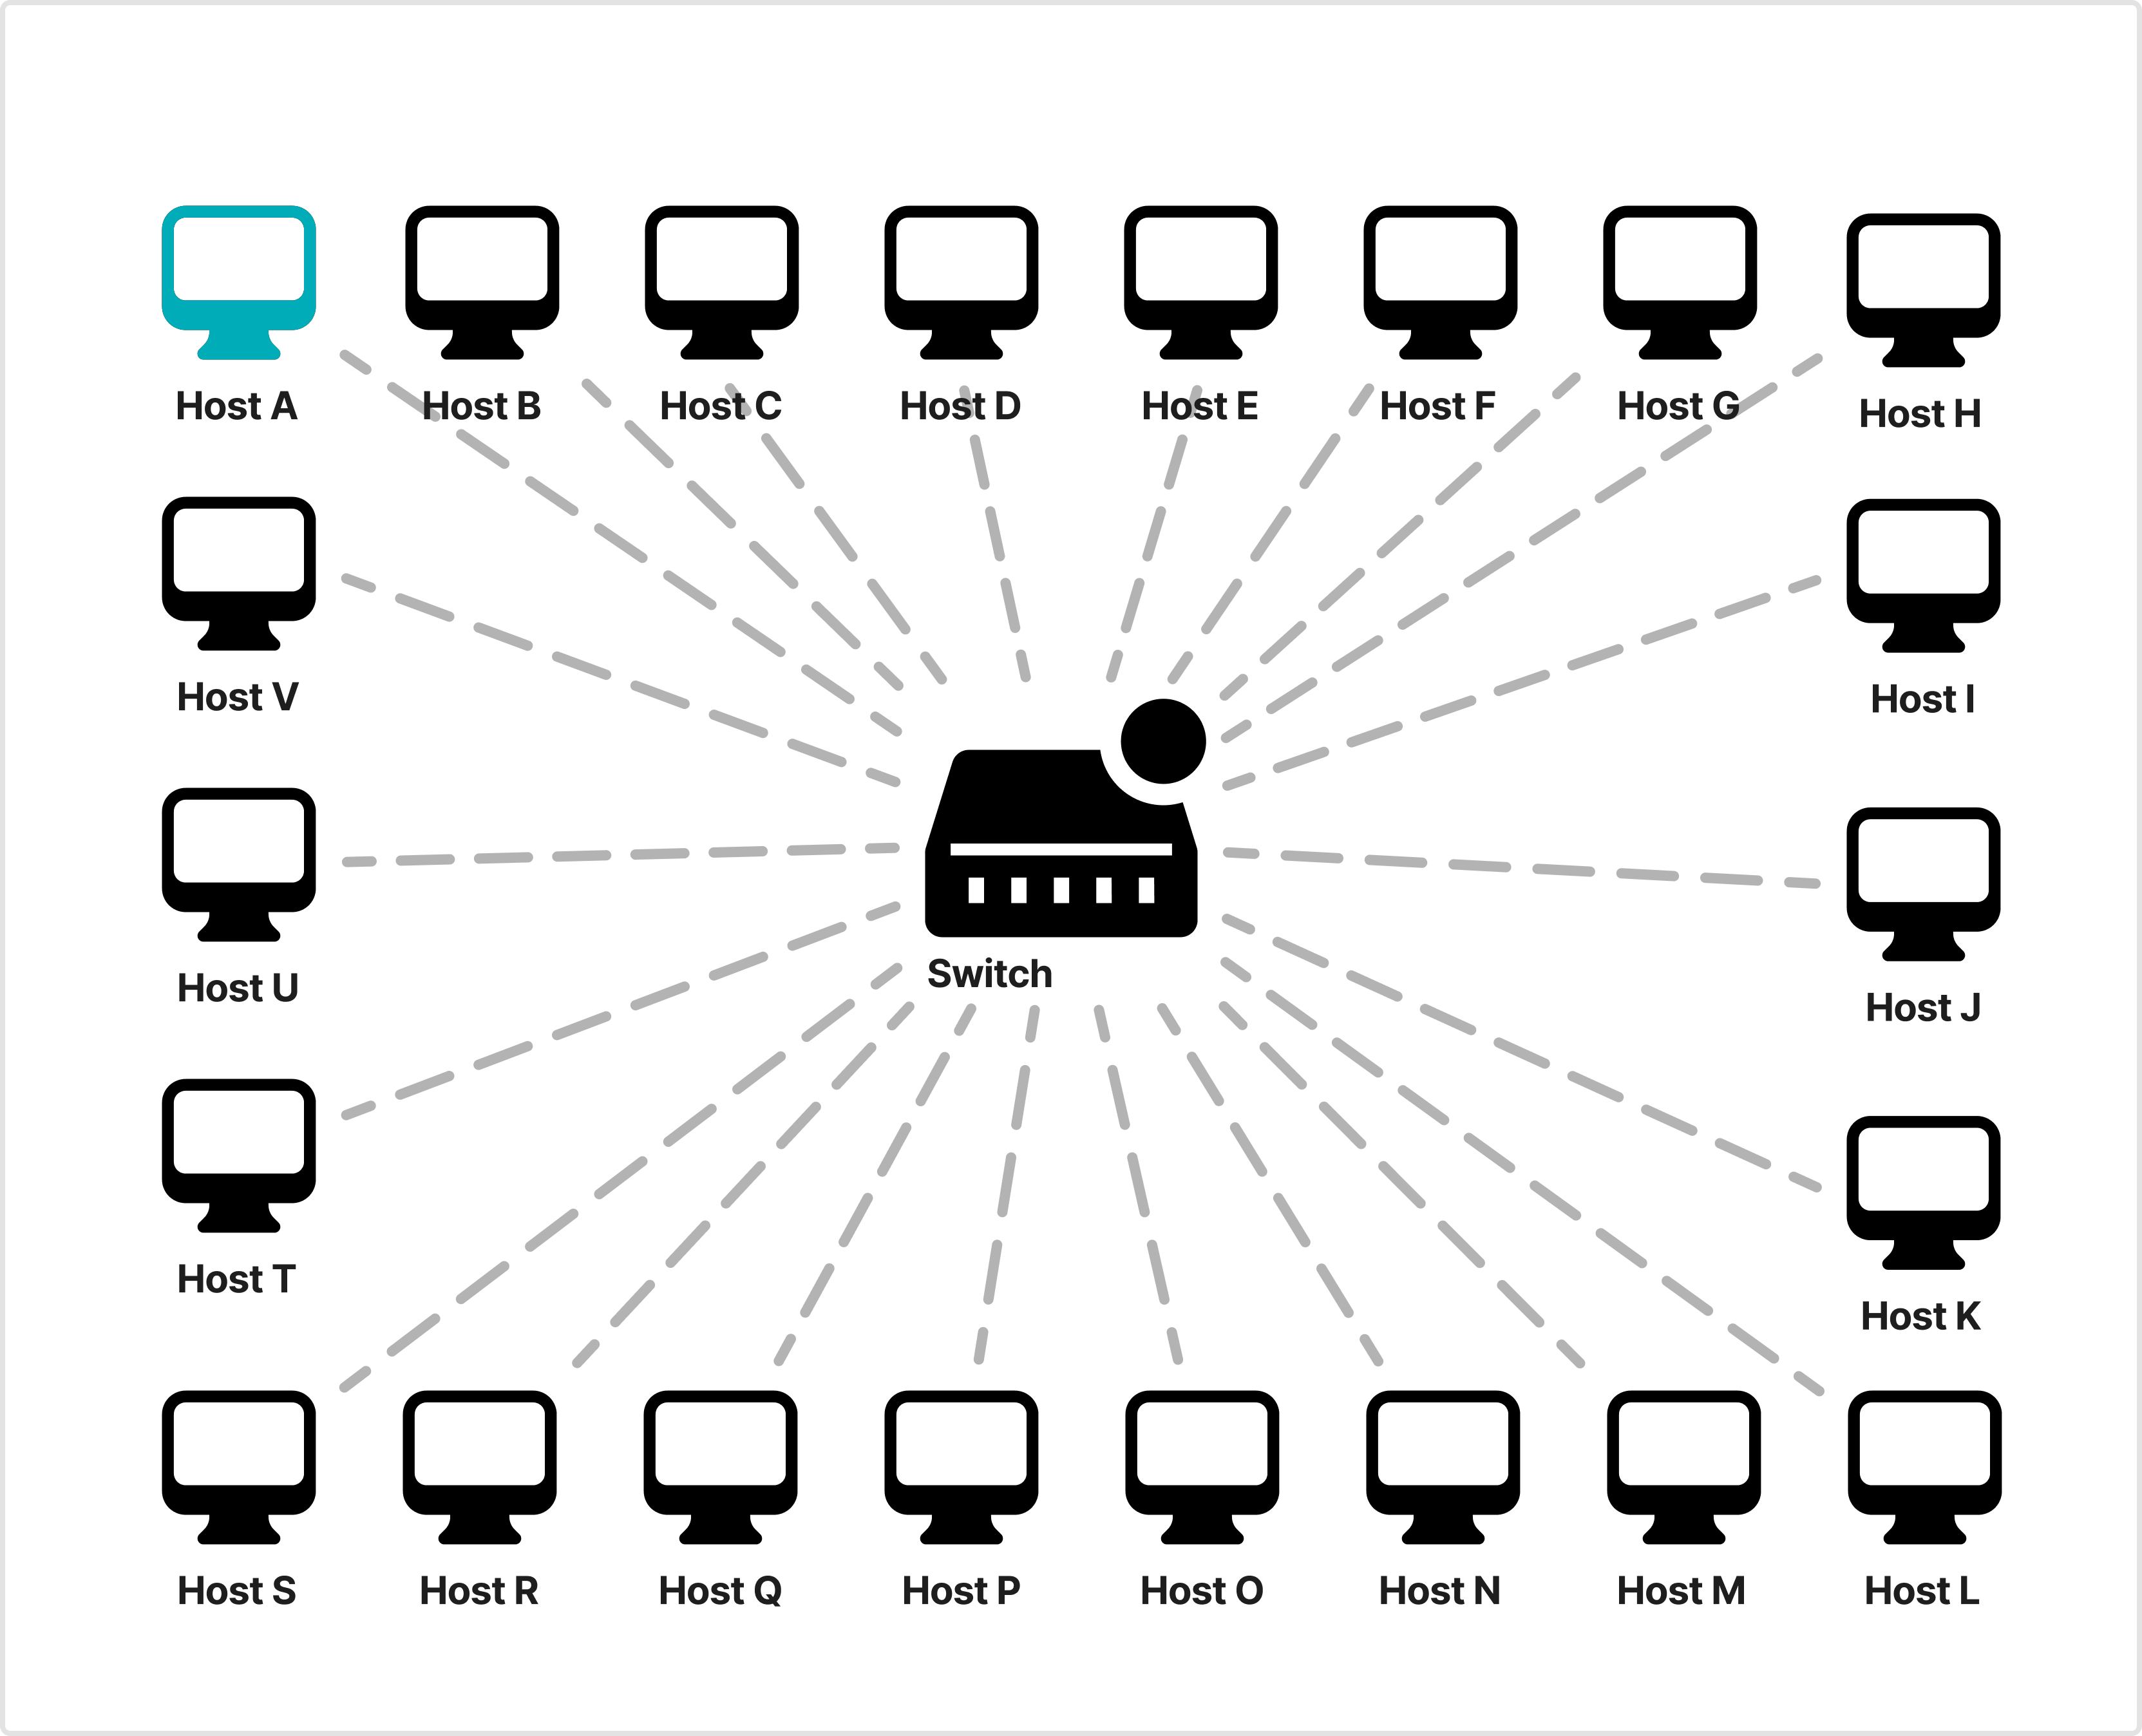 Host A
Host B
Host C
Host D
Host E
Host F
Host G
Host H
Host V
Host I
Host U
Switch
Host J
Host T
Host K
Host S
Host R
Host Q
Host P
Host O
Host N
Host M
Host L